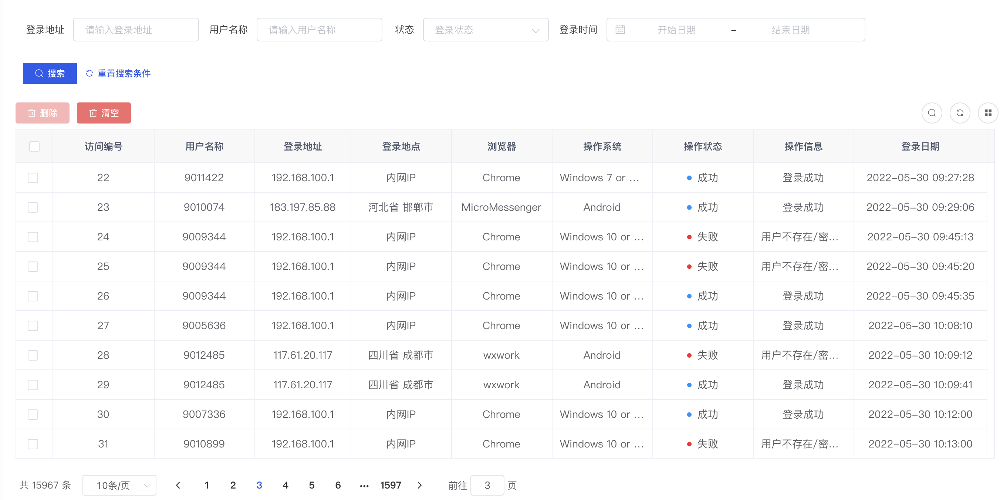 登录地址 请输入登录地址 用户名称 请输入用户名称 状态 登录状态 登录时间 开始日期 – 结束日期
搜索 重置搜索条件
删除 清空
访问编号 用户名称 登录地址 登录地点 浏览器 操作系统 操作状态 操作信息 登录日期
22 9011422 192.168.100.1 内网IP Chrome Windows 7 or ... 成功 登录成功 2022-05-30 09:27:28
23 9010074 183.197.85.88 河北省 邯郸市 MicroMessenger Android 成功 登录成功 2022-05-30 09:29:06
24 9009344 192.168.100.1 内网IP Chrome Windows 10 or ... 失败 用户不存在/密... 2022-05-30 09:45:13
25 9009344 192.168.100.1 内网IP Chrome Windows 10 or ... 失败 用户不存在/密... 2022-05-30 09:45:20
26 9009344 192.168.100.1 内网IP Chrome Windows 10 or ... 成功 登录成功 2022-05-30 09:45:35
27 9005636 192.168.100.1 内网IP Chrome Windows 10 or ... 成功 登录成功 2022-05-30 10:08:10
28 9012485 117.61.20.117 四川省 成都市 wxwork Android 失败 用户不存在/密... 2022-05-30 10:09:12
29 9012485 117.61.20.117 四川省 成都市 wxwork Android 成功 登录成功 2022-05-30 10:09:41
30 9007336 192.168.100.1 内网IP Chrome Windows 10 or ... 成功 登录成功 2022-05-30 10:12:00
31 9010899 192.168.100.1 内网IP Chrome Windows 10 or ... 失败 用户不存在/密... 2022-05-30 10:13:00
共 15967 条 10条/页 1 2 3 4 5 6 ... 1597 前往 3 页